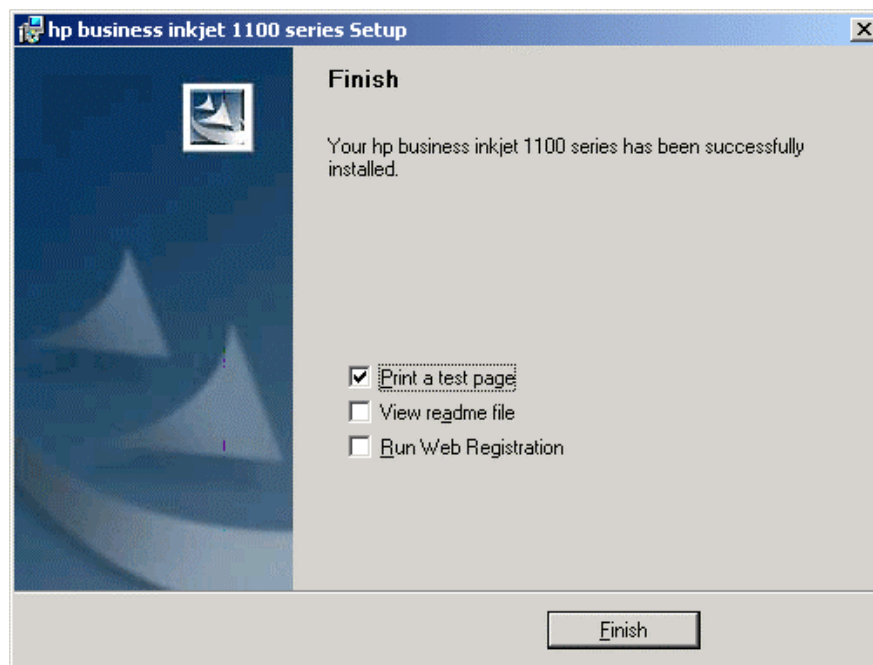 hp business inkjet 1100 series Setup
Finish
Your hp business inkjet 1100 series has been successfully
installed.
Print a test page
View readme file
Run Web Registration
Finish